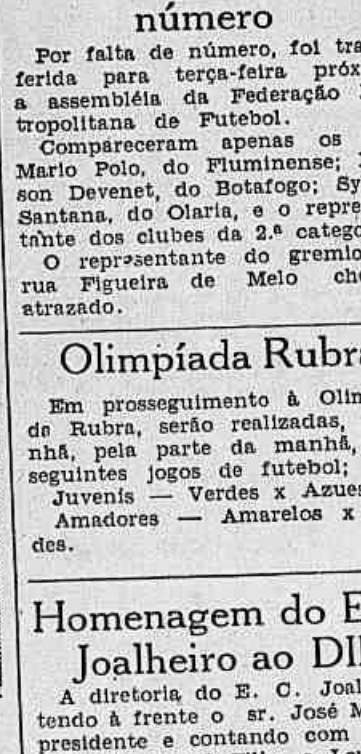 número
Por falta de número, foi tra
ferida para terça-feira próx
a assembléia da Federação
tropolitana de Futebol.
Compareceram apenas os
Mario Polo, do Fluminense;
son Devenet, do Botafogo; Sy
Santana, do Olaria, e o repre
tante dos clubes da 2.ª catego
O representante do gremio
rua Figueira de Melo che
atrazado.
Olimpíada Rubra
Em prosseguimento à Olim
da Rubra, serão realizadas,
nhã, pela parte da manhã,
seguintes jogos de futebol;
Juvenis — Verdes x Azues
Amadores — Amarelos x
des.
Homenagem do E
Joalheiro ao DI
A diretoria do E. C. Joal
tendo à frente o sr. José M
presidente e contando com